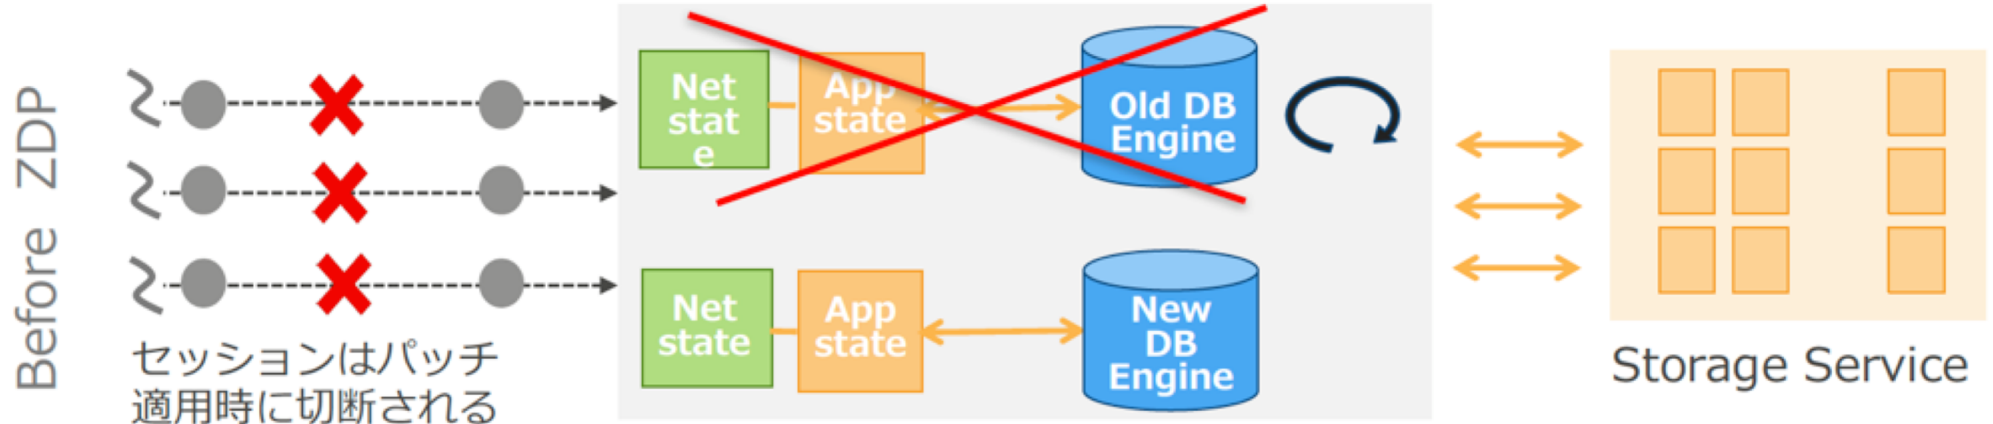 Before ZDP
セッションはパッチ
適用時に切断される
Net
stat
e
App
state
Old DB
Engine
Net
state
App
state
New
DB
Engine
Storage Service